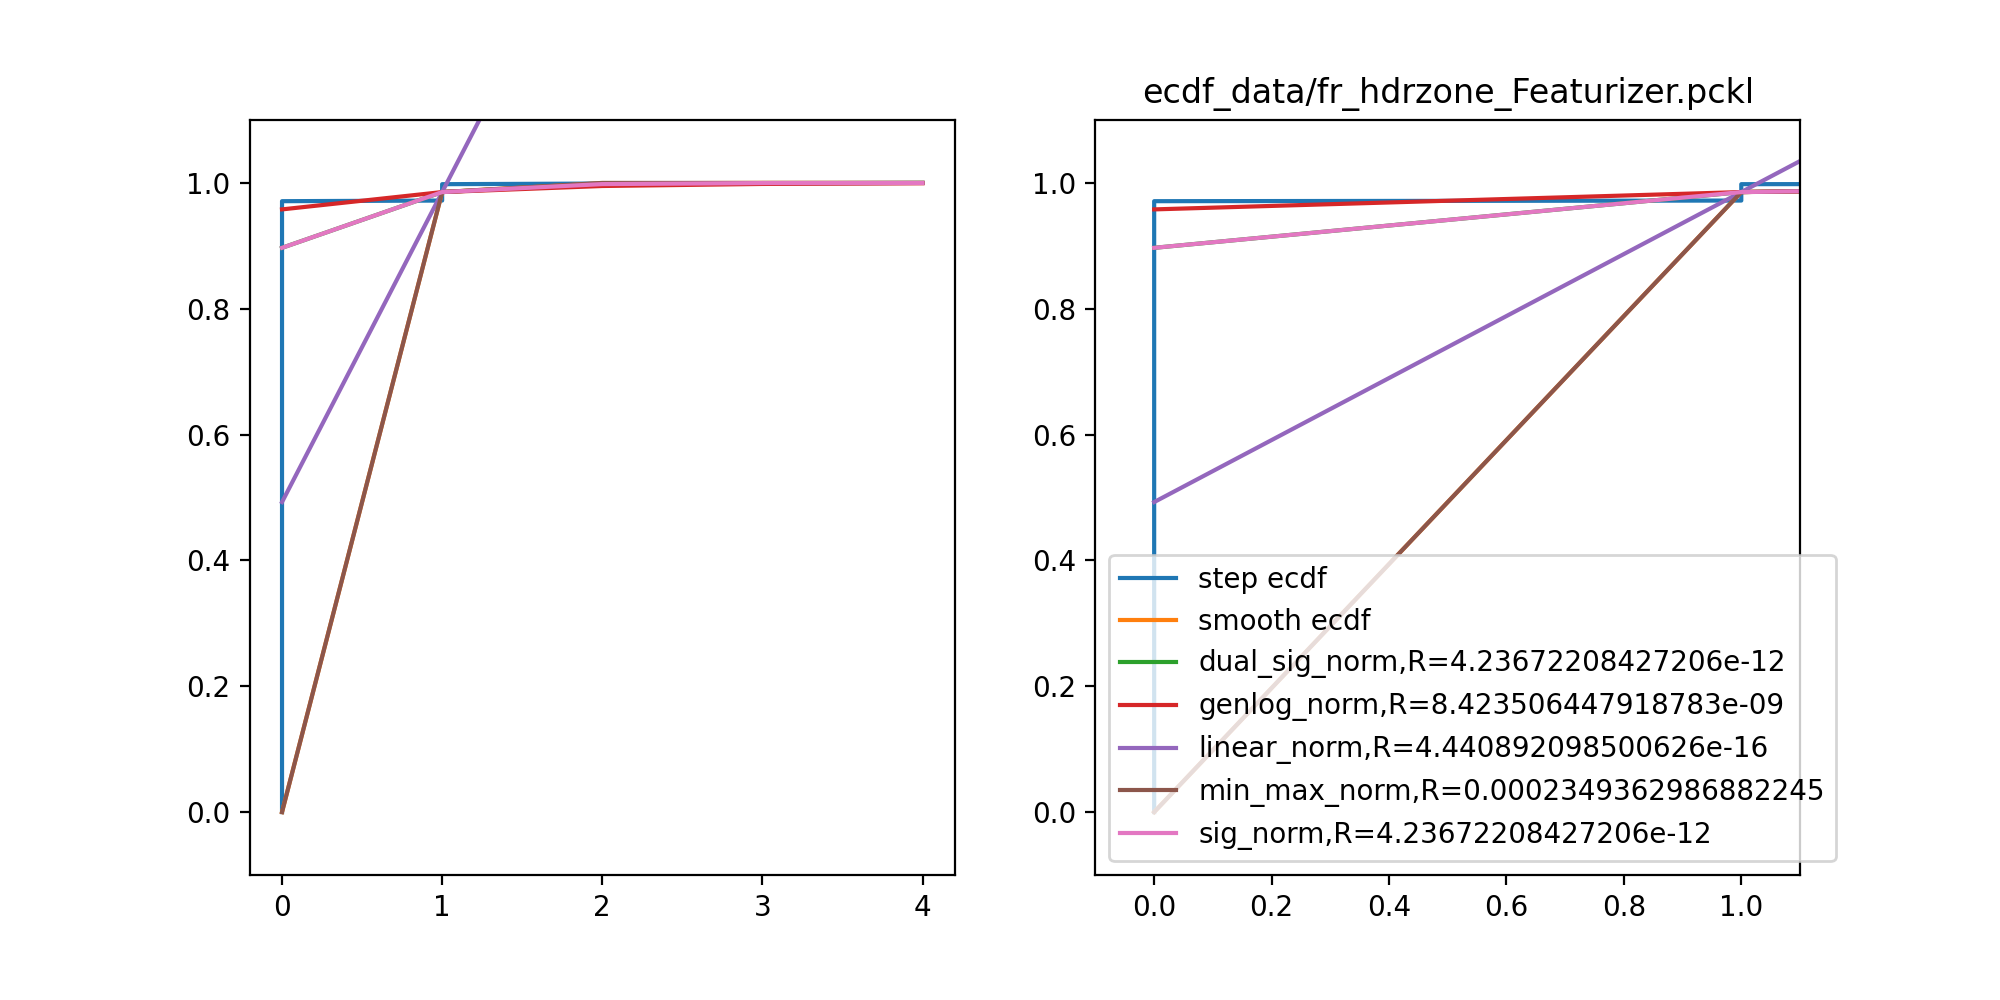 ecdf_data/fr_hdrzone_Featurizer.pckl
1.0
0.8
0.6
0.4
0.2
0.0
0 1 2 3 4
1.0
0.8
0.6
0.4
0.2
0.0
0.0 0.2 0.4 0.6 0.8 1.0
step ecdf
smooth ecdf
dual_sig_norm,R=4.23672208427206e-12
genlog_norm,R=8.423506447918783e-09
linear_norm,R=4.440892098500626e-16
min_max_norm,R=0.0002349362986882245
sig_norm,R=4.23672208427206e-12